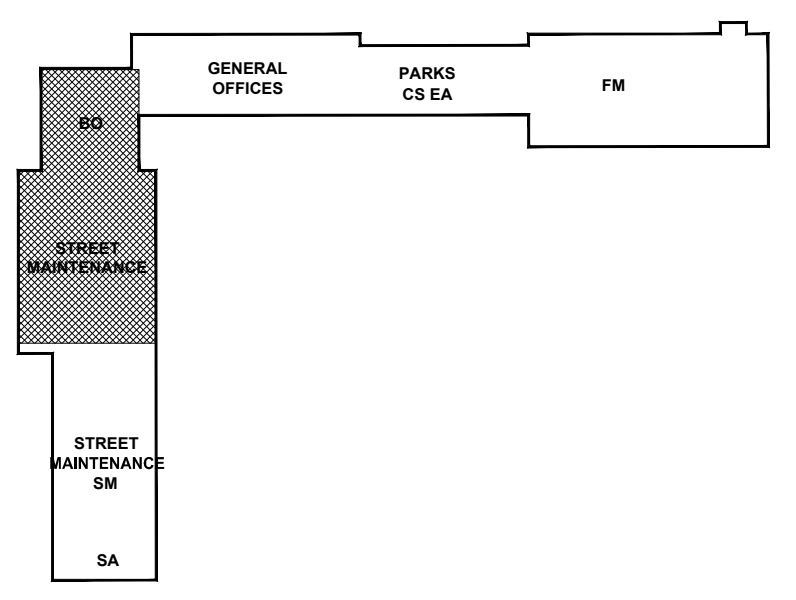 GENERAL
OFFICES
PARKS
CS EA
FM
BO
STREET
MAINTENANCE
STREET
MAINTENANCE
SM
SA